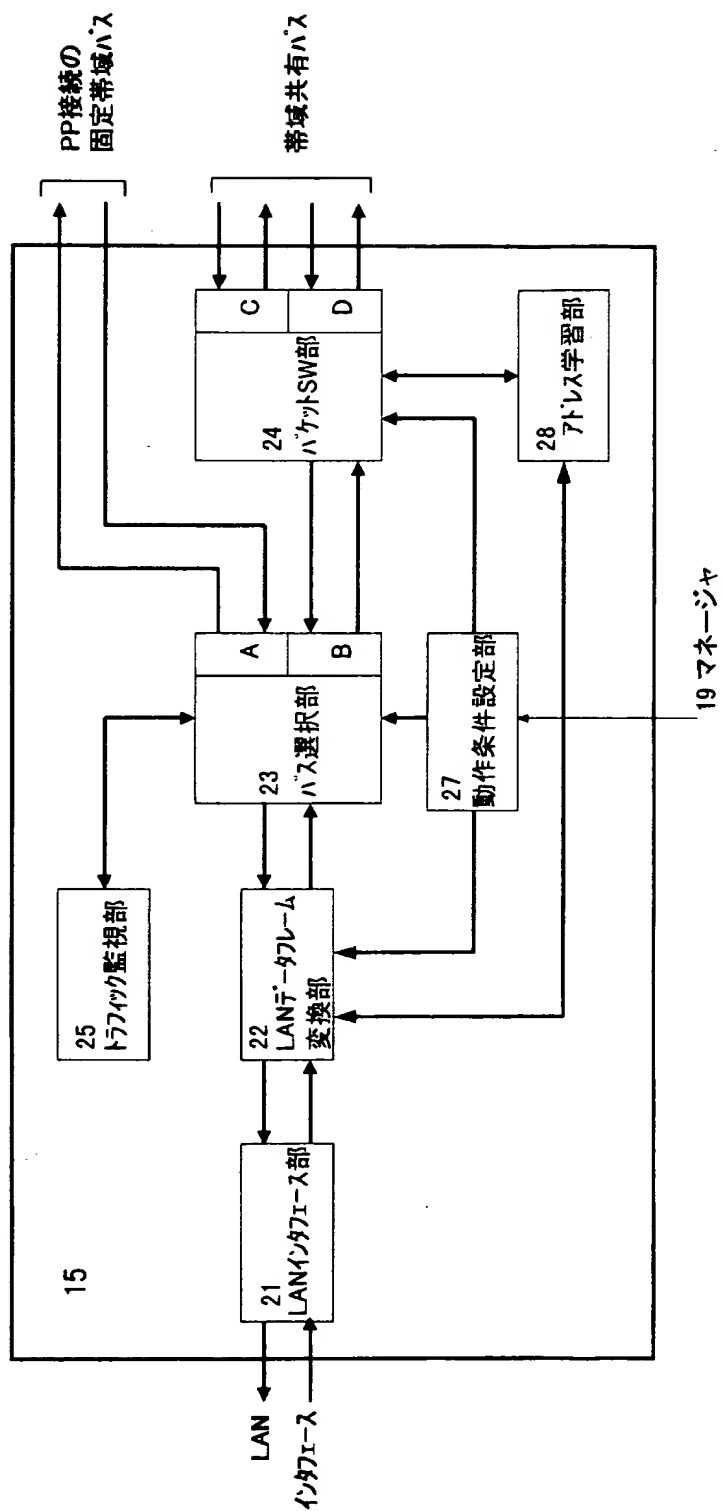 15
LAN
インタフェース
21
LANインタフェース部
22
LANデータフレーム
変換部
25
トラフィック監視部
23
パス選択部
A
B
27
動作条件設定部
19 マネージャ
24
パケットSW部
C
D
28
アドレス学習部
PP接続の
固定帯域パス
帯域共有パス